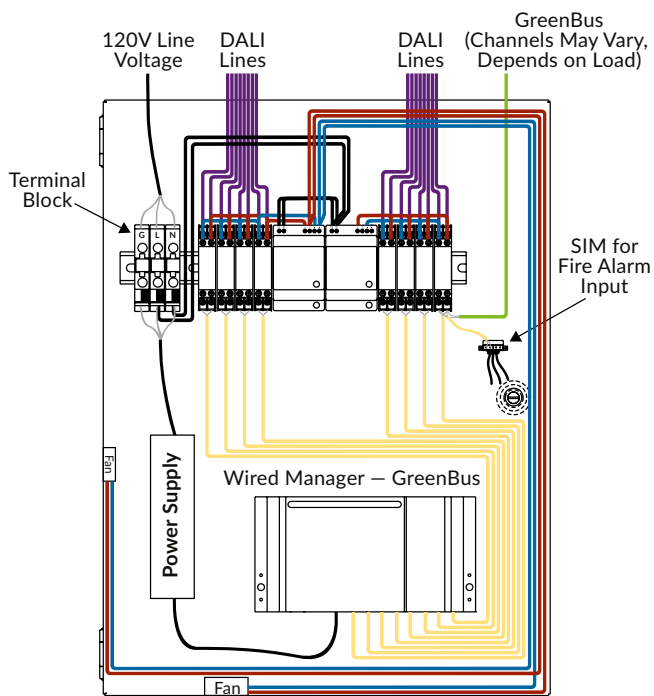 120V Line
Voltage
DALI
Lines
DALI
Lines
GreenBus
(Channels May Vary,
Depends on Load)
Terminal
Block
G L N
SIM for
Fire Alarm
Input
Fan
Power Supply
Wired Manager – GreenBus
Fan